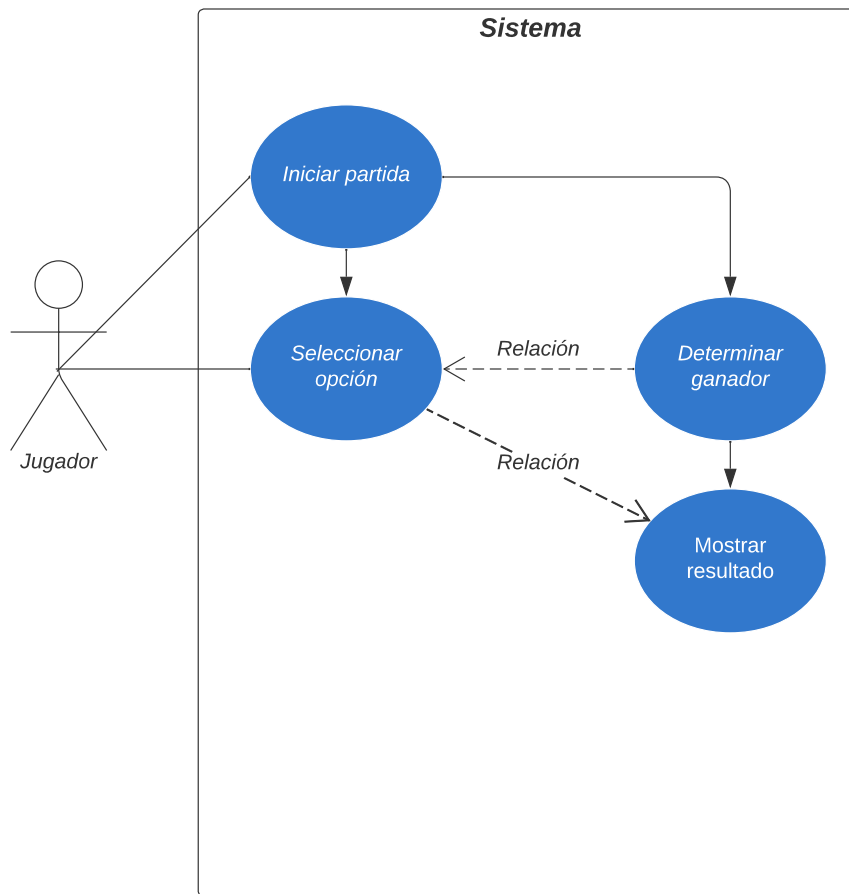 Sistema
Iniciar partida
Seleccionar
opción
Relación
Determinar
ganador
Jugador
Relación
Mostrar
resultado